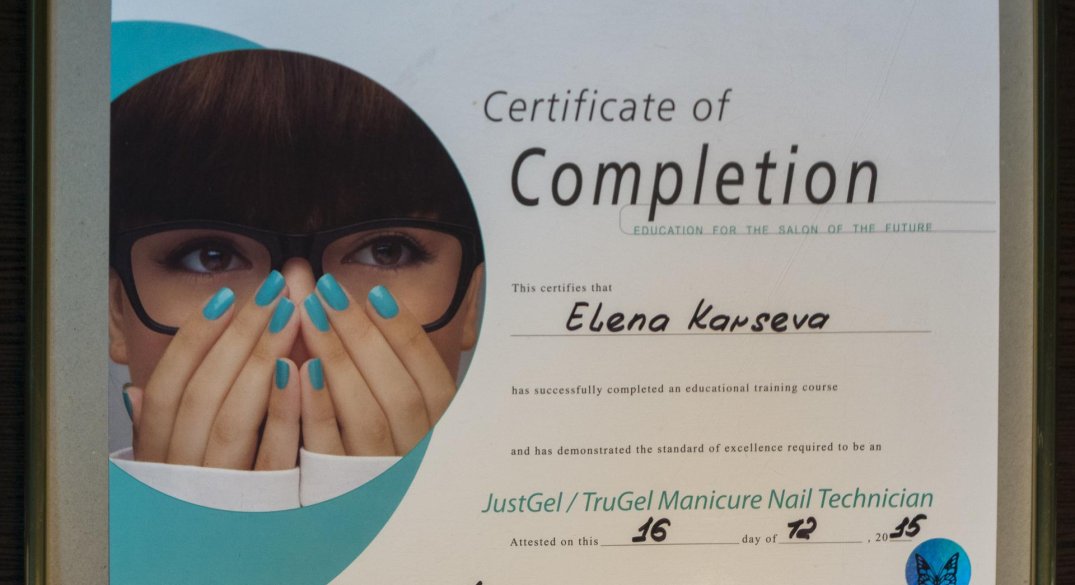 Certificate of
Completion
EDUCATION FOR THE SALON OF THE FUTURE
This certifies that
Elena Karseva
has successfully completed an educational training course
and has demonstrated the standard of excellence required to be an
JustGel / TruGel Manicure Nail Technician
Attested on this 16 day of 12, 2015